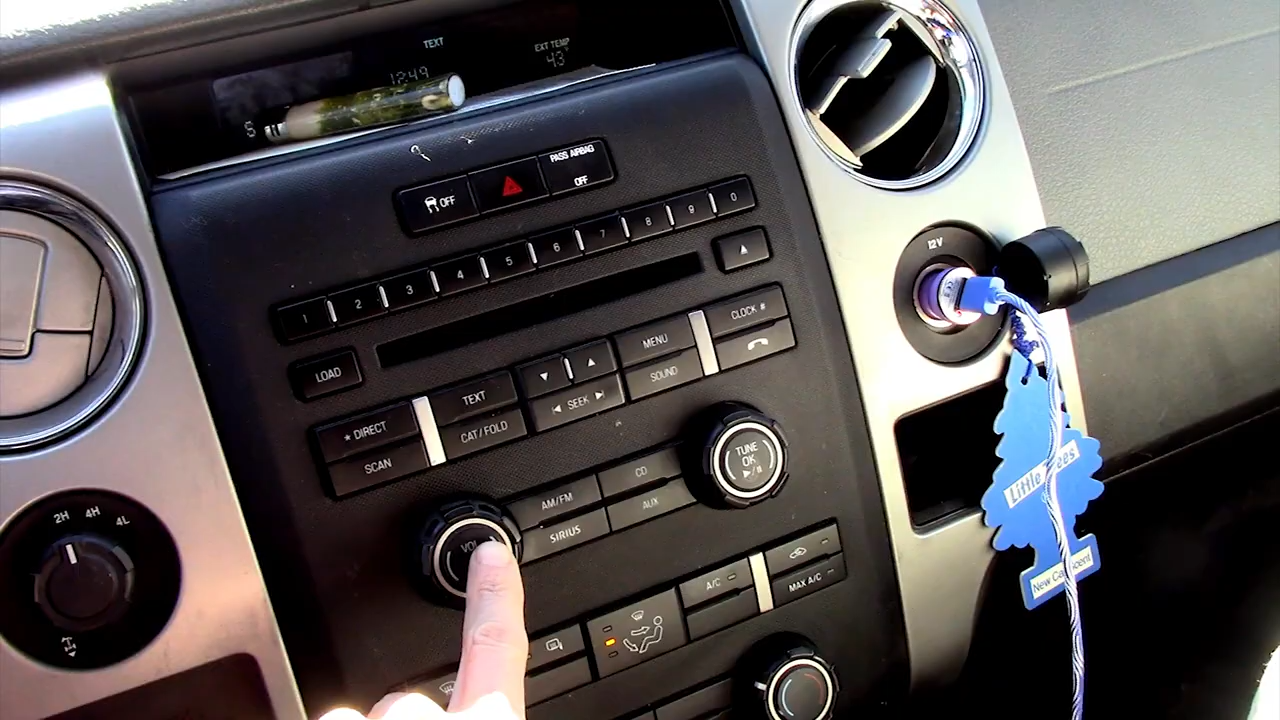 TEXT
EXT TEMP
12:49
43°
S
PASS AIRBAG
OFF
OFF
1 2 3 4 5 6 7 8 9 0
12V
LOAD
CLOCK #
MENU
SOUND
TEXT
SEEK
* DIRECT
CAT/FOLD
SCAN
TUNE
OK
CD
AM/FM
AUX
SIRIUS
VOL
2H 4H 4L
A/C
MAX A/C
Little Trees
New Car Scent